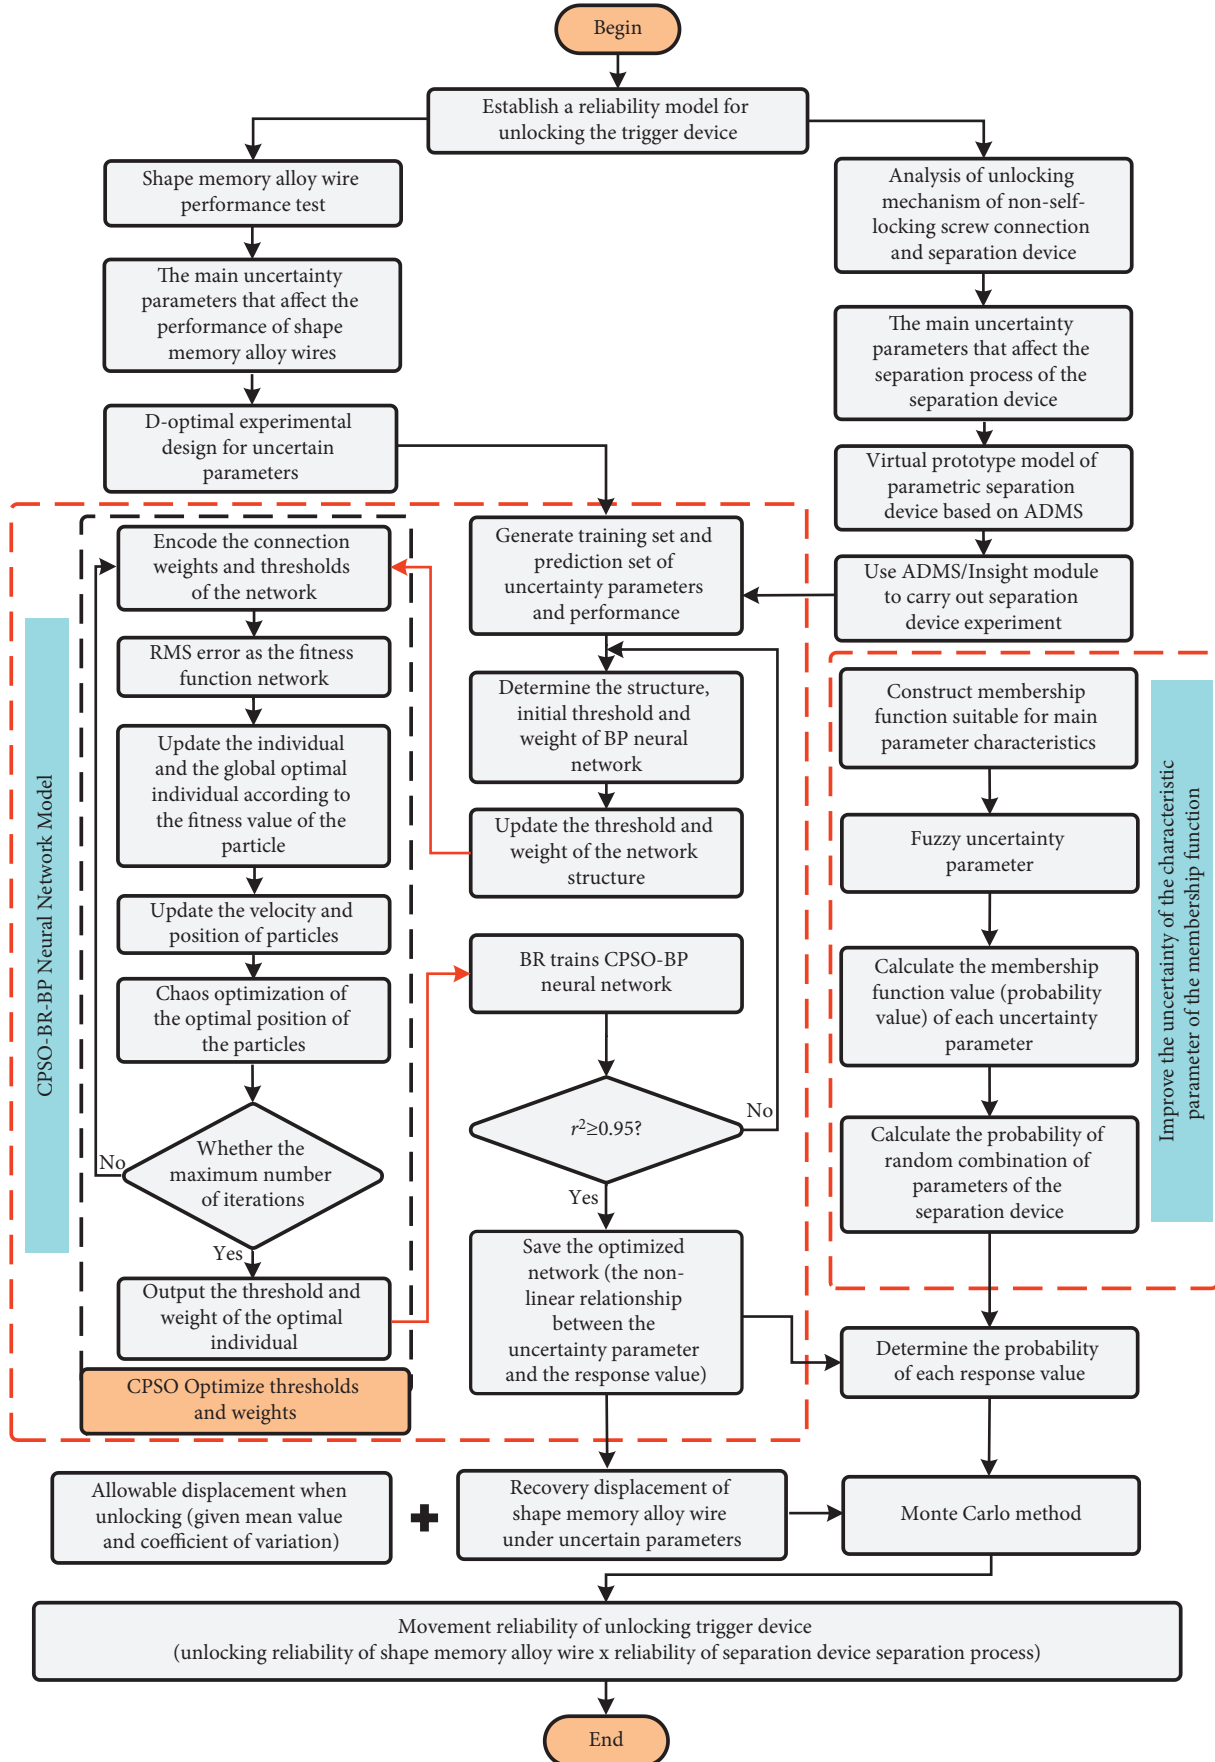 Begin
Establish a reliability model for
unlocking the trigger device
Shape memory alloy wire
performance test
The main uncertainty
parameters that affect the
performance of shape
memory alloy wires
D-optimal experimental
design for uncertain
parameters
Analysis of unlocking
mechanism of non-self-
locking screw connection
and separation device
The main uncertainty
parameters that affect the
separation process of the
separation device
Virtual prototype model of
parametric separation
device based on ADMS
Use ADMS/Insight module
to carry out separation
device experiment
CPSO-BR-BP Neural Network Model
Encode the connection
weights and thresholds
of the network
RMS error as the fitness
function network
Update the individual
and the global optimal
individual according to
the fitness value of the
particle
Update the velocity and
position of particles
Chaos optimization of
the optimal position of
the particles
Whether the
maximum number
of iterations
No
Yes
Output the threshold and
weight of the optimal
individual
CPSO Optimize thresholds
and weights
Generate training set and
prediction set of
uncertainty parameters
and performance
Determine the structure,
initial threshold and
weight of BP neural
network
Update the threshold and
weight of the network
structure
BR trains CPSO-BP
neural network
r²≥0.95?
No
Yes
Save the optimized
network (the non-
linear relationship
between the
uncertainty parameter
and the response value)
Construct membership
function suitable for main
parameter characteristics
Fuzzy uncertainty
parameter
Calculate the membership
function value (probability
value) of each uncertainty
parameter
Calculate the probability of
random combination of
parameters of the
separation device
Improve the uncertainty of the characteristic
parameter of the membership function
Determine the probability
of each response value
Allowable displacement when
unlocking (given mean value
and coefficient of variation)
Recovery displacement of
shape memory alloy wire
under uncertain parameters
Monte Carlo method
Movement reliability of unlocking trigger device
(unlocking reliability of shape memory alloy wire x reliability of separation device separation process)
End